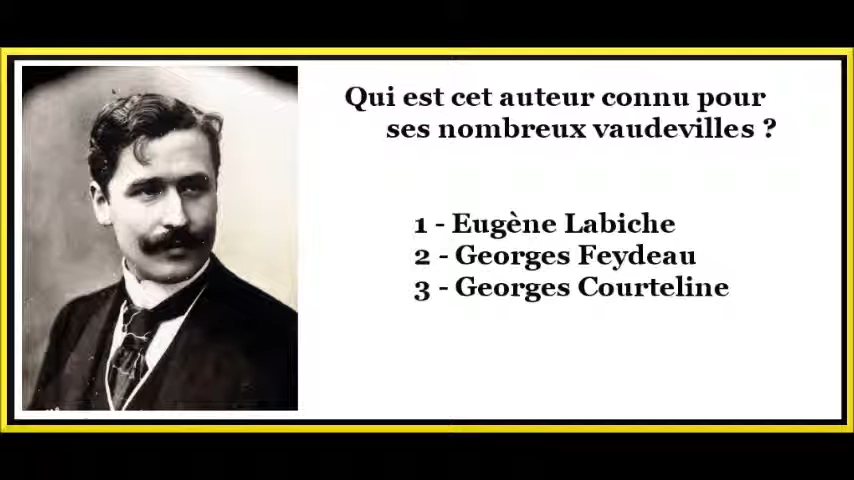 Qui est cet auteur connu pour
ses nombreux vaudevilles ?
1 - Eugène Labiche
2 - Georges Feydeau
3 - Georges Courteline